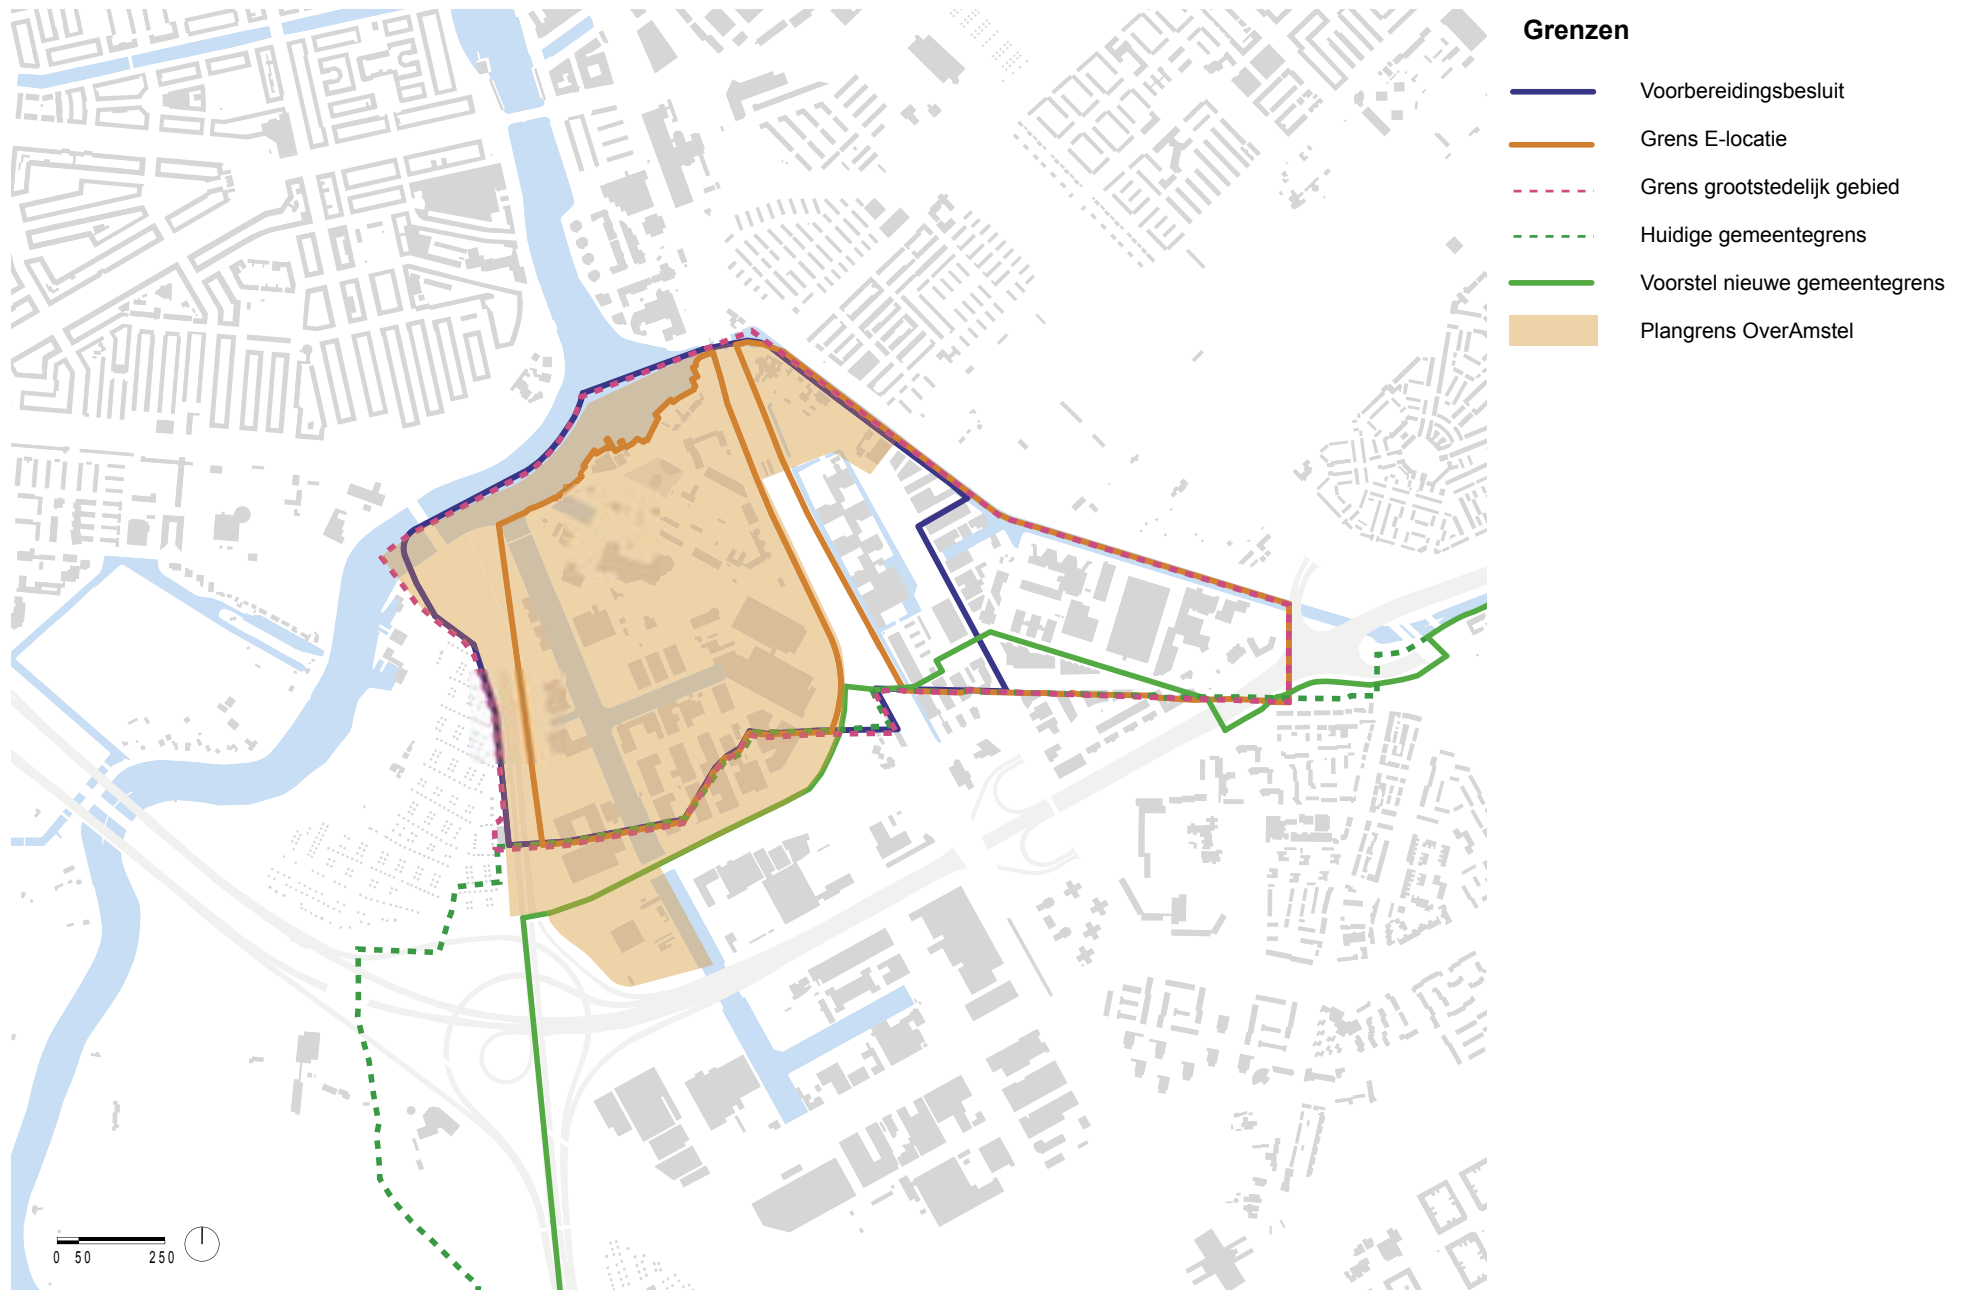 Grenzen
Voorbereidingsbesluit
Grens E-locatie
Grens grootstedelijk gebied
Huidige gemeentegrens
Voorstel nieuwe gemeentegrens
Plangrens OverAmstel
0 50 250